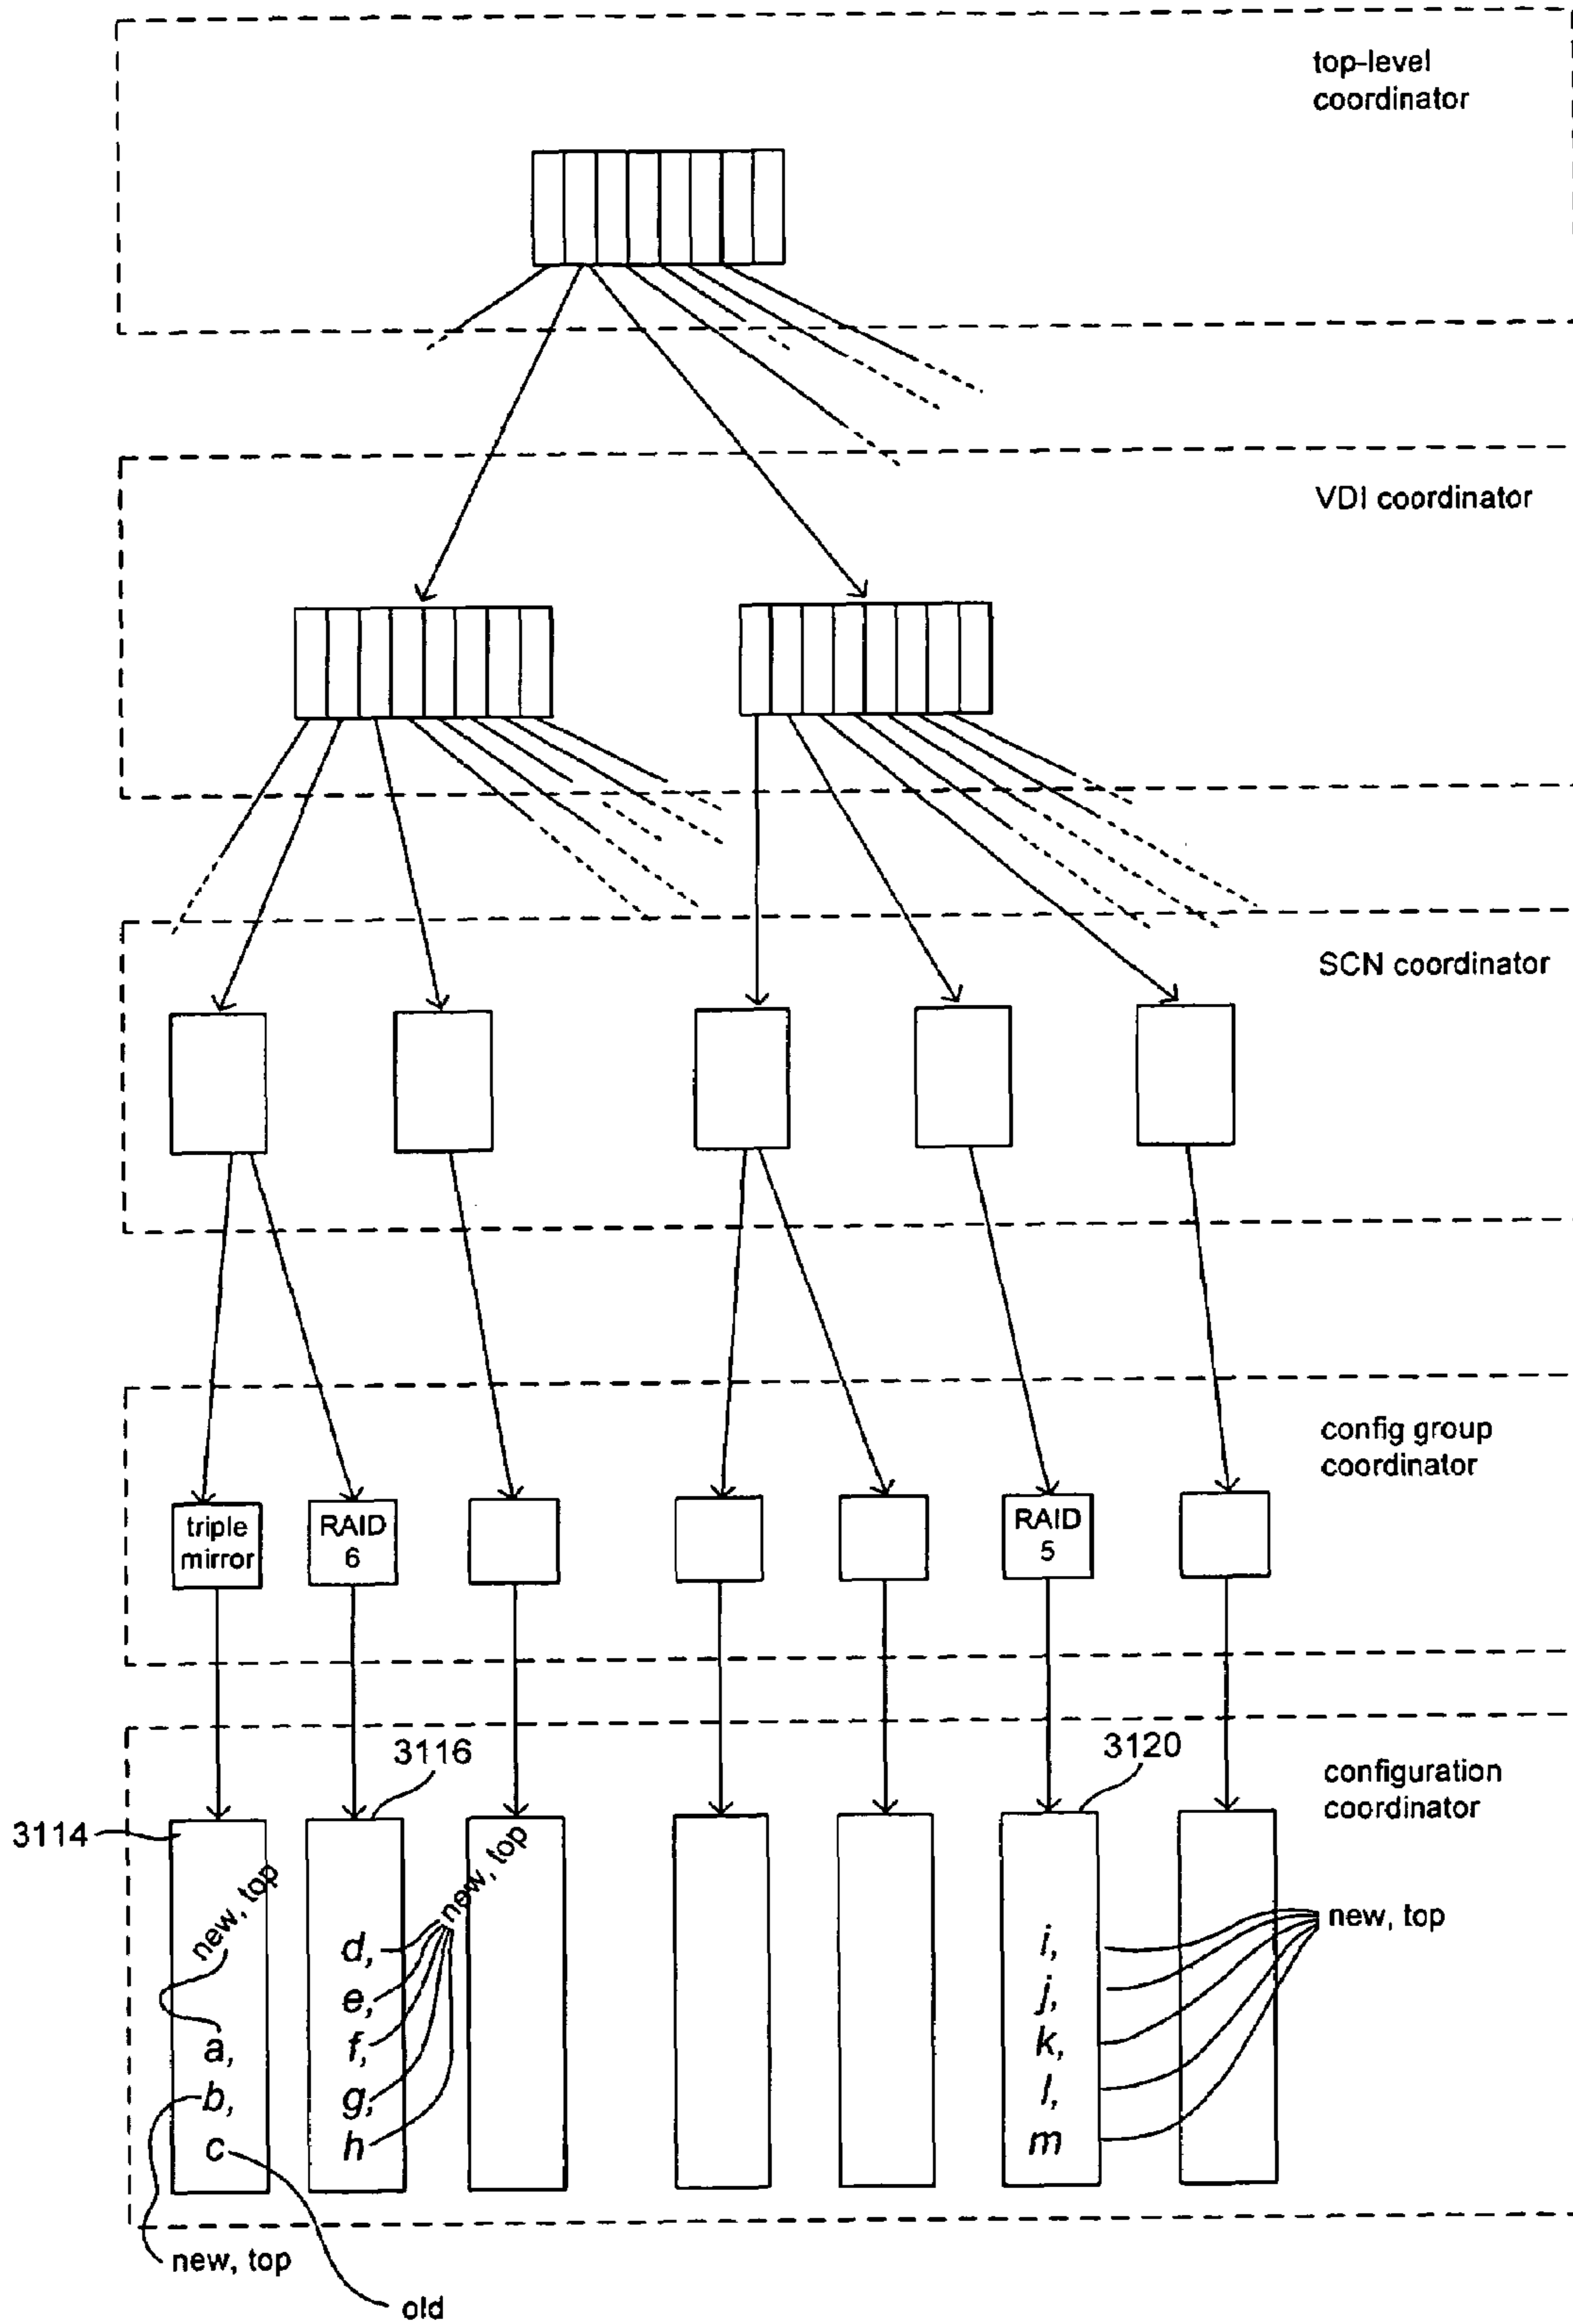 top-level
coordinator
VDI coordinator
SCN coordinator
config group
coordinator
triple
mirror
RAID
6
RAID
5
3116
3120
configuration
coordinator
3114
new, top
new, top
new, top
a,
b,
c
d,
e,
f,
g,
h
i,
j,
k,
l,
m
new, top
old